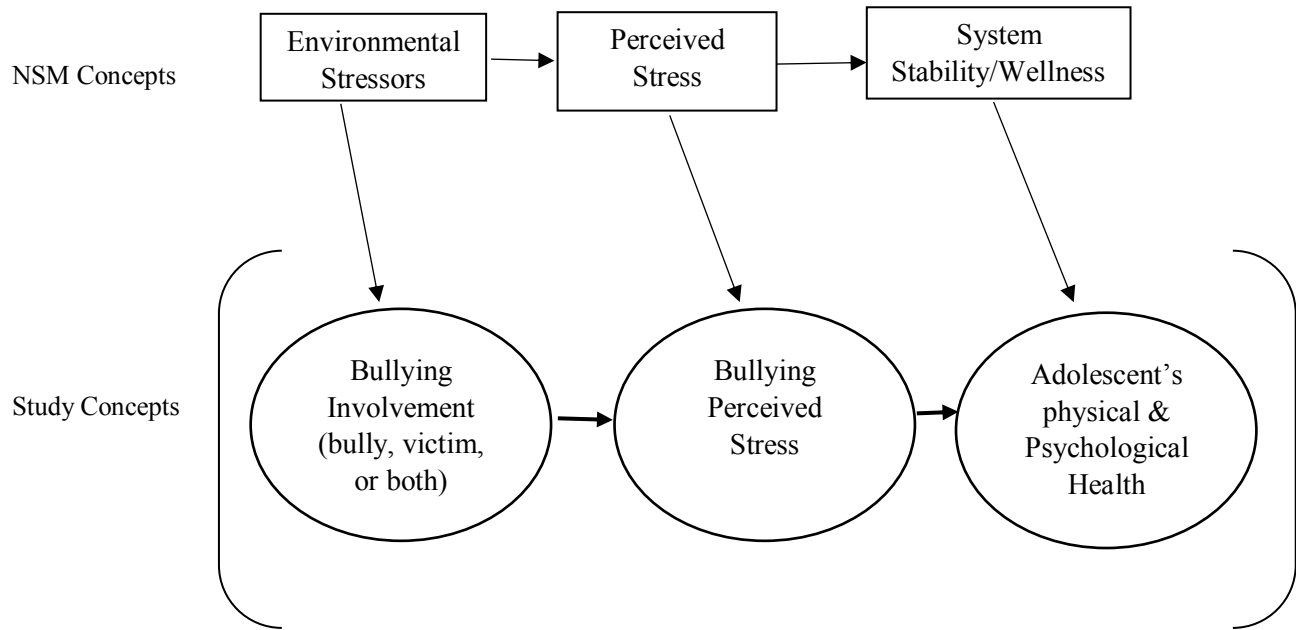 NSM Concepts
Environmental
Stressors
Perceived
Stress
System
Stability/Wellness
Study Concepts
Bullying
Involvement
(bully, victim,
or both)
Bullying
Perceived
Stress
Adolescent’s
physical &
Psychological
Health